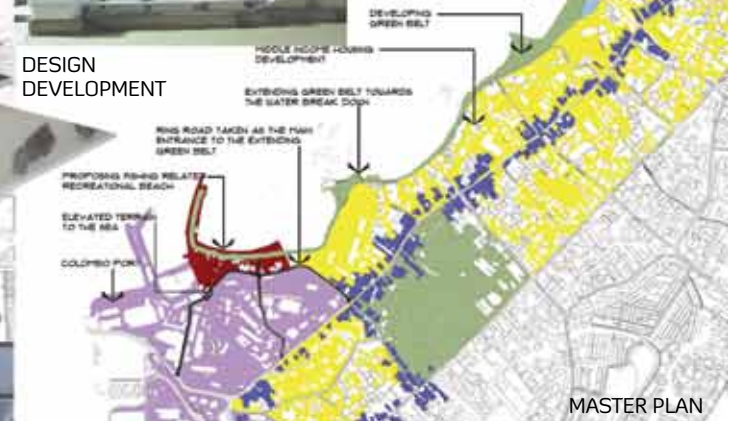 DESIGN
DEVELOPMENT
DEVELOPING
GREEN BELT
MIDDLE INCOME HOUSING
DEVELOPMENT
EXTENDING GREEN BELT TOWARDS
THE WATER BREAK DOWN
RING ROAD TAKEN AS THE MAIN
ENTRANCE TO THE EXTENDING
GREEN BELT
PROPOSING FISHING RELATED
RECREATIONAL BEACH
ELEVATED TERRAIN
TO THE SEA
COLOMBO PORT
MASTER PLAN